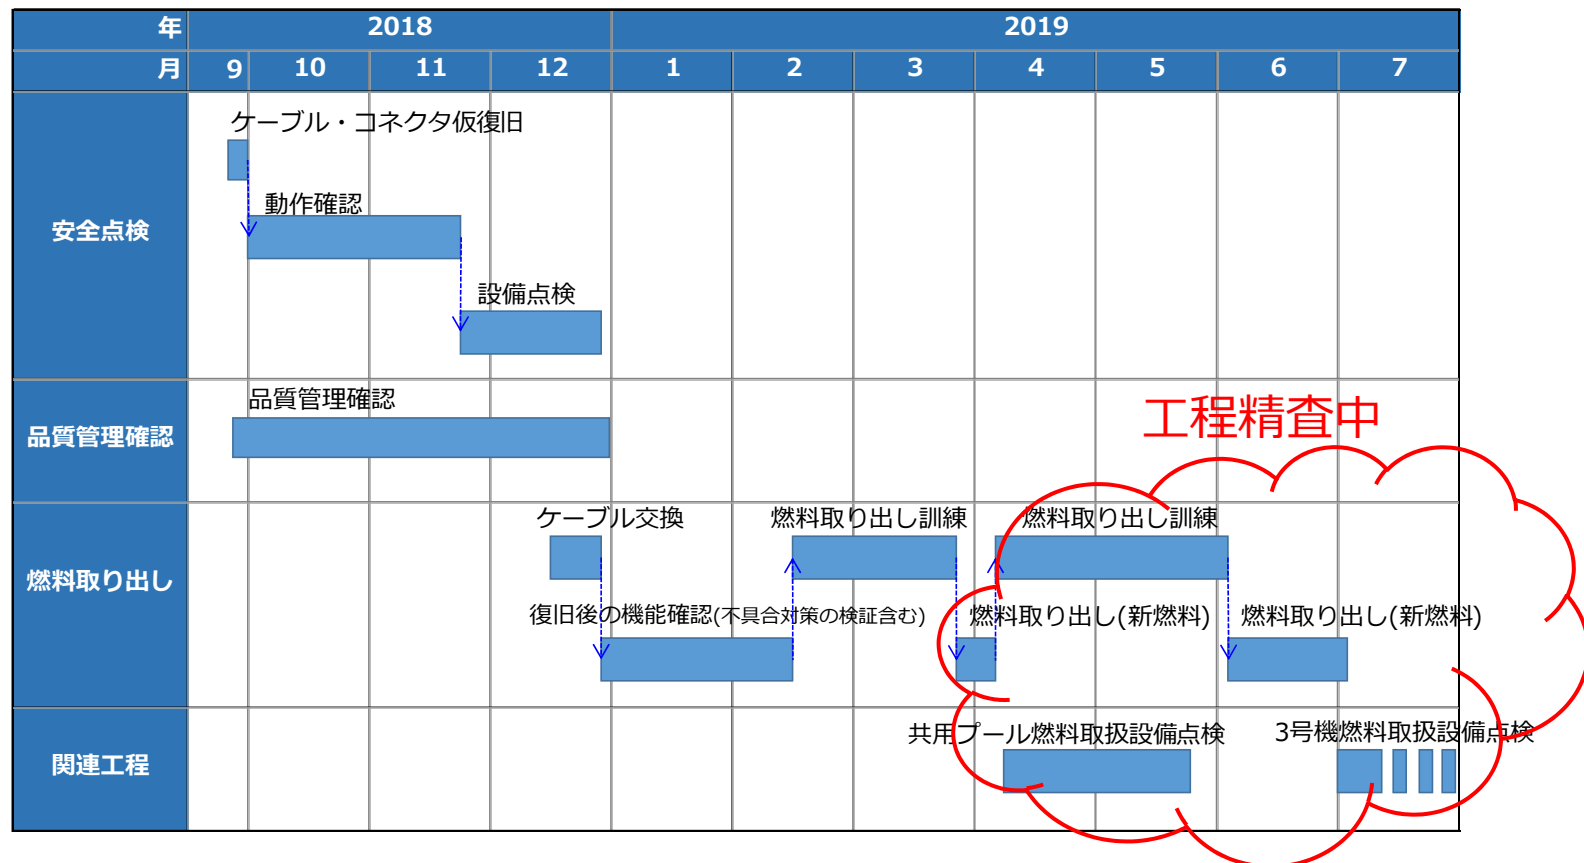 年 2018 2019
月 9 10 11 12 1 2 3 4 5 6 7
安全点検
ケーブル・コネクタ仮復旧
動作確認
設備点検
品質管理確認
品質管理確認
工程精査中
燃料取り出し
ケーブル交換 燃料取り出し訓練 燃料取り出し訓練
復旧後の機能確認(不具合対策の検証含む) 燃料取り出し(新燃料) 燃料取り出し(新燃料)
関連工程
共用プール燃料取扱設備点検 3号機燃料取扱設備点検